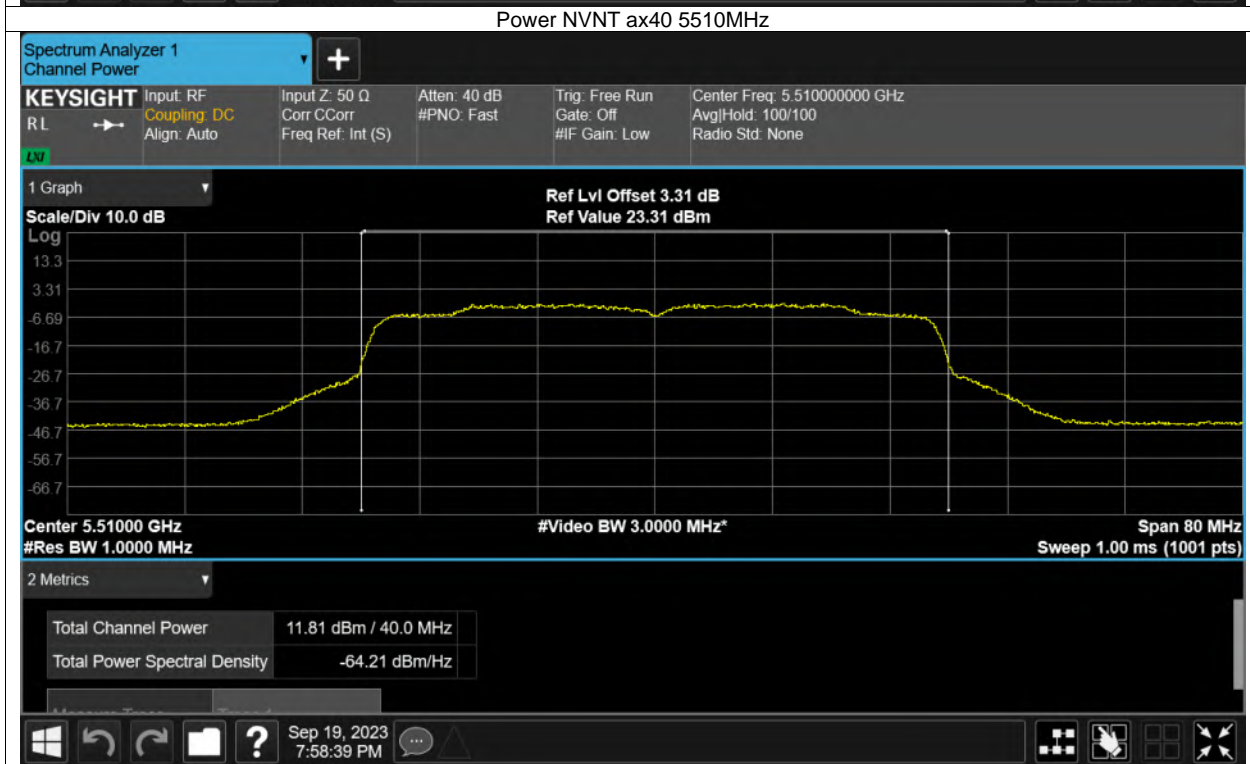 Power NVNT ax40 5510MHz
Spectrum Analyzer 1
Channel Power
+
KEYSIGHT
RL
LXI
Input: RF
Coupling: DC
Align: Auto
Input Z: 50 Ω
Corr CCorr
Freq Ref: Int (S)
Atten: 40 dB
#PNO: Fast
Trig: Free Run
Gate: Off
#IF Gain: Low
Center Freq: 5.510000000 GHz
Avg|Hold: 100/100
Radio Std: None
1 Graph
Scale/Div 10.0 dB
Ref Lvl Offset 3.31 dB
Ref Value 23.31 dBm
Log
13.3
3.31
-6.69
-16.7
-26.7
-36.7
-46.7
-56.7
-66.7
Center 5.51000 GHz
#Res BW 1.0000 MHz
#Video BW 3.0000 MHz*
Span 80 MHz
Sweep 1.00 ms (1001 pts)
2 Metrics
Total Channel Power 11.81 dBm / 40.0 MHz
Total Power Spectral Density -64.21 dBm/Hz
?
Sep 19, 2023
7:58:39 PM